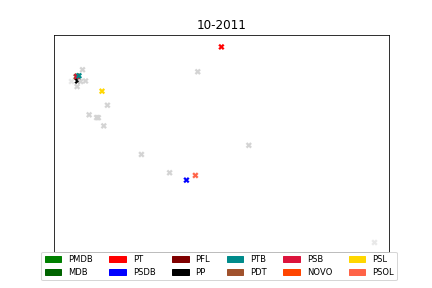 10-2011
PMDB PT PFL PTB PSB PSL
MDB PSDB PP PDT NOVO PSOL